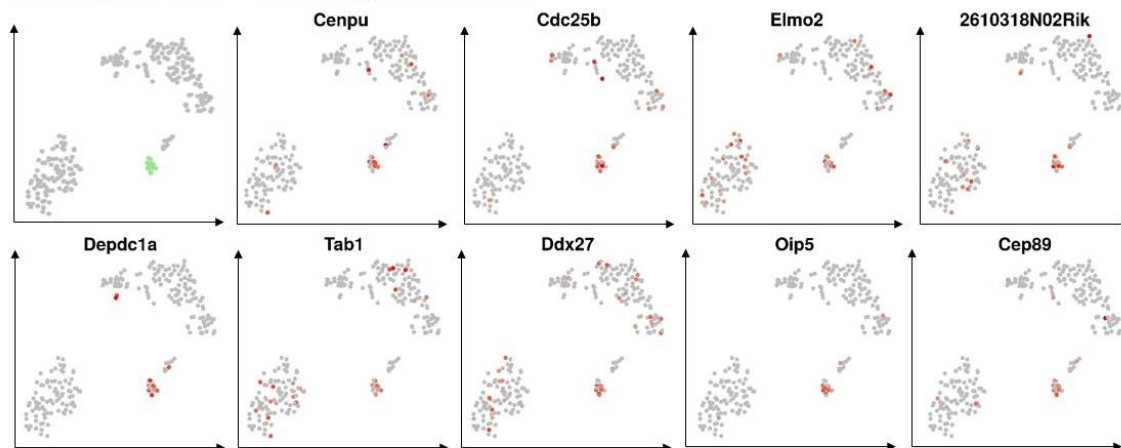 Cenpu Cdc25b Elmo2 2610318N02Rik
Depdc1a Tab1 Ddx27 Oip5 Cep89